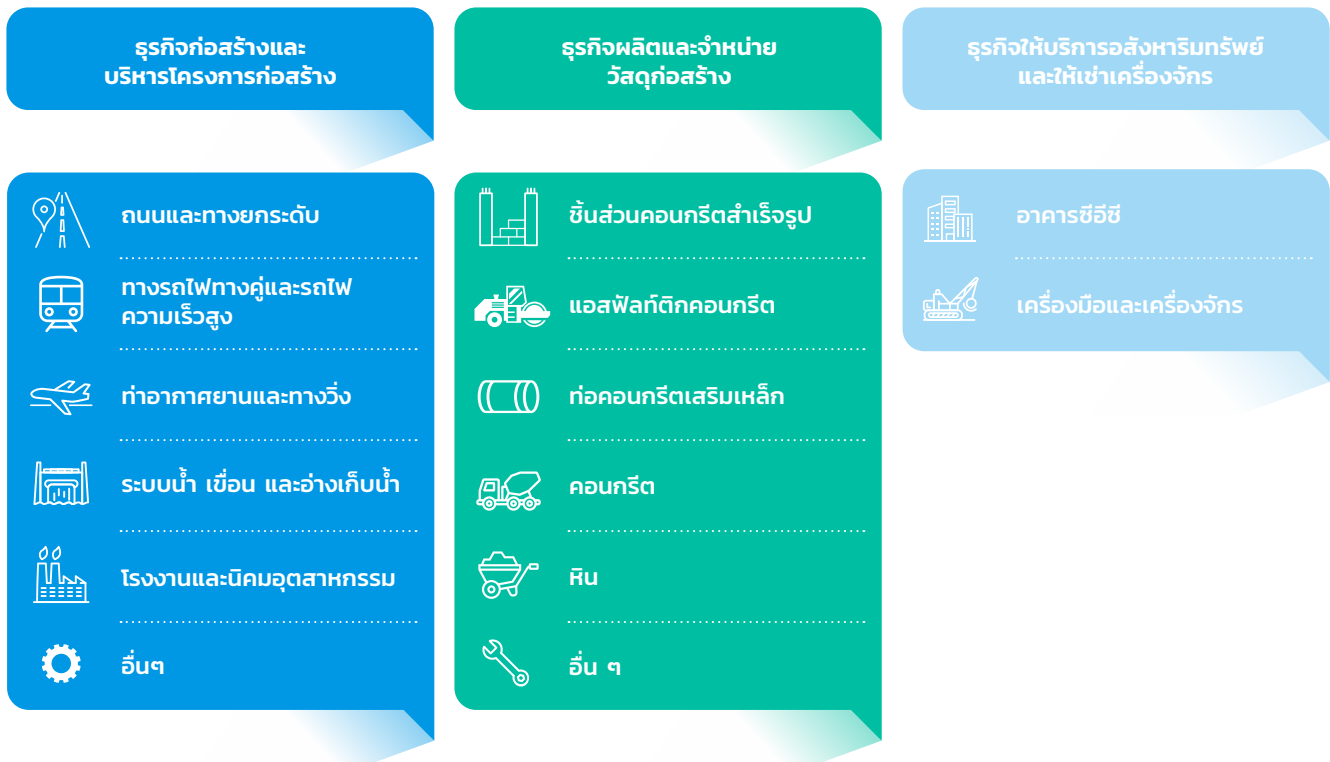 ธุรกิจก่อสร้างและ
บริหารโครงการก่อสร้าง
ถนนและทางยกระดับ
ทางรถไฟทางคู่และรถไฟ
ความเร็วสูง
ท่าอากาศยานและทางวิ่ง
ระบบน้ำ เขื่อน และอ่างเก็บน้ำ
โรงงานและนิคมอุตสาหกรรม
อื่นๆ
ธุรกิจผลิตและจำหน่าย
วัสดุก่อสร้าง
ชิ้นส่วนคอนกรีตสำเร็จรูป
แอสฟัลท์ติกคอนกรีต
ท่อคอนกรีตเสริมเหล็ก
คอนกรีต
หิน
อื่น ๆ
ธุรกิจให้บริการอสังหาริมทรัพย์
และให้เช่าเครื่องจักร
อาคารซีอีซี
เครื่องมือและเครื่องจักร